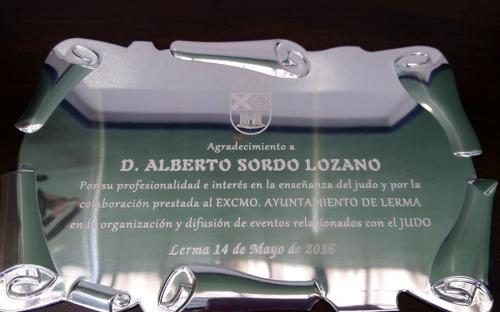 Agradecimiento a
D. ALBERTO SORDO LOZANO
Por su profesionalidad e interés en la enseñanza del judo y por la
colaboración prestada al EXCMO. AYUNTAMIENTO DE LERMA
en la organización y difusión de eventos relacionados con el JUDO
Lerma 14 de Mayo de 2016